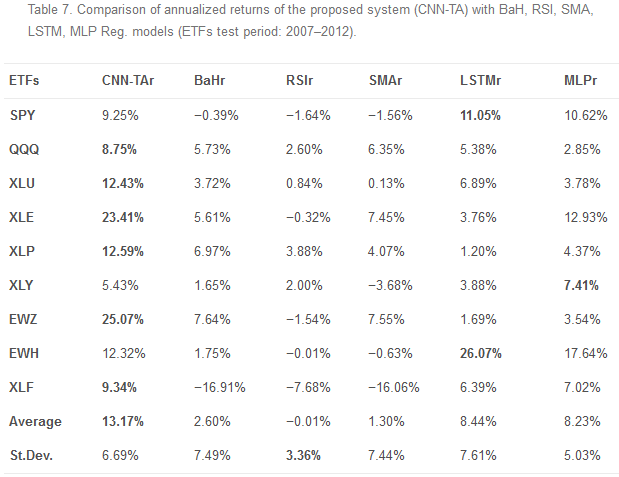 Table 7. Comparison of annualized returns of the proposed system (CNN-TA) with BaH, RSI, SMA,
LSTM, MLP Reg. models (ETFs test period: 2007–2012).
ETFs CNN-TAr BaHr RSIr SMAr LSTMr MLPr
SPY 9.25% −0.39% −1.64% −1.56% 11.05% 10.62%
QQQ 8.75% 5.73% 2.60% 6.35% 5.38% 2.85%
XLU 12.43% 3.72% 0.84% 0.13% 6.89% 3.78%
XLE 23.41% 5.61% −0.32% 7.45% 3.76% 12.93%
XLP 12.59% 6.97% 3.88% 4.07% 1.20% 4.37%
XLY 5.43% 1.65% 2.00% −3.68% 3.88% 7.41%
EWZ 25.07% 7.64% −1.54% 7.55% 1.69% 3.54%
EWH 12.32% 1.75% −0.01% −0.63% 26.07% 17.64%
XLF 9.34% −16.91% −7.68% −16.06% 6.39% 7.02%
Average 13.17% 2.60% −0.01% 1.30% 8.44% 8.23%
St.Dev. 6.69% 7.49% 3.36% 7.44% 7.61% 5.03%